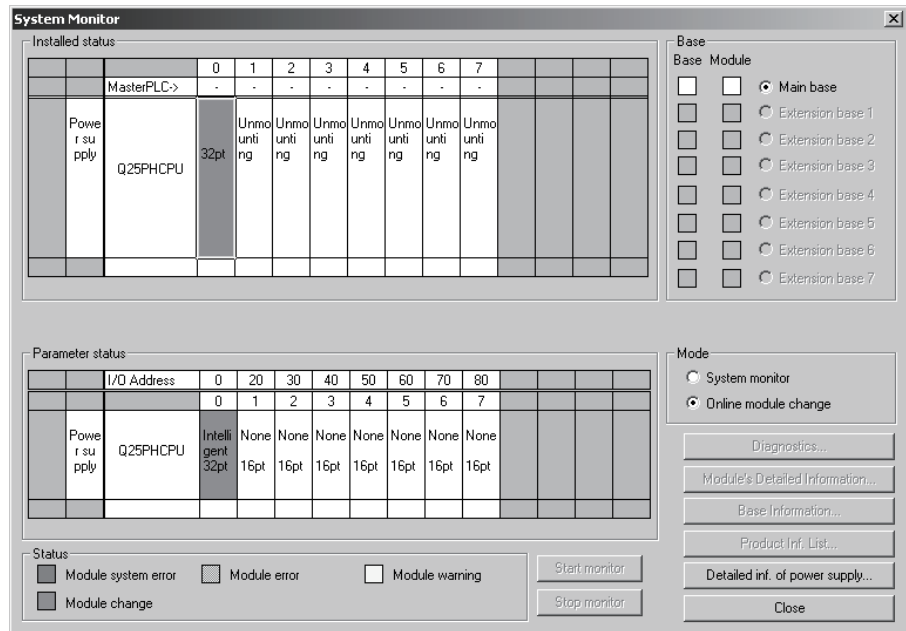 System Monitor
Installed status
0 1 2 3 4 5 6 7
MasterPLC-> - - - - - - - -
Powe Unmo Unmo Unmo Unmo Unmo Unmo Unmo
r su unti unti unti unti unti unti unti
pply Q25PHCPU 32pt ng ng ng ng ng ng ng
Base
Base Module
Main base
Extension base 1
Extension base 2
Extension base 3
Extension base 4
Extension base 5
Extension base 6
Extension base 7
Parameter status
I/O Address 0 20 30 40 50 60 70 80
0 1 2 3 4 5 6 7
Powe Intelli None None None None None None None
r su Q25PHCPU gent
pply 32pt 16pt 16pt 16pt 16pt 16pt 16pt 16pt
Mode
System monitor
Online module change
Diagnostics...
Module's Detailed Information...
Base Information...
Product Inf. List...
Detailed inf. of power supply...
Close
Status
Module system error Module error Module warning
Module change
Start monitor
Stop monitor